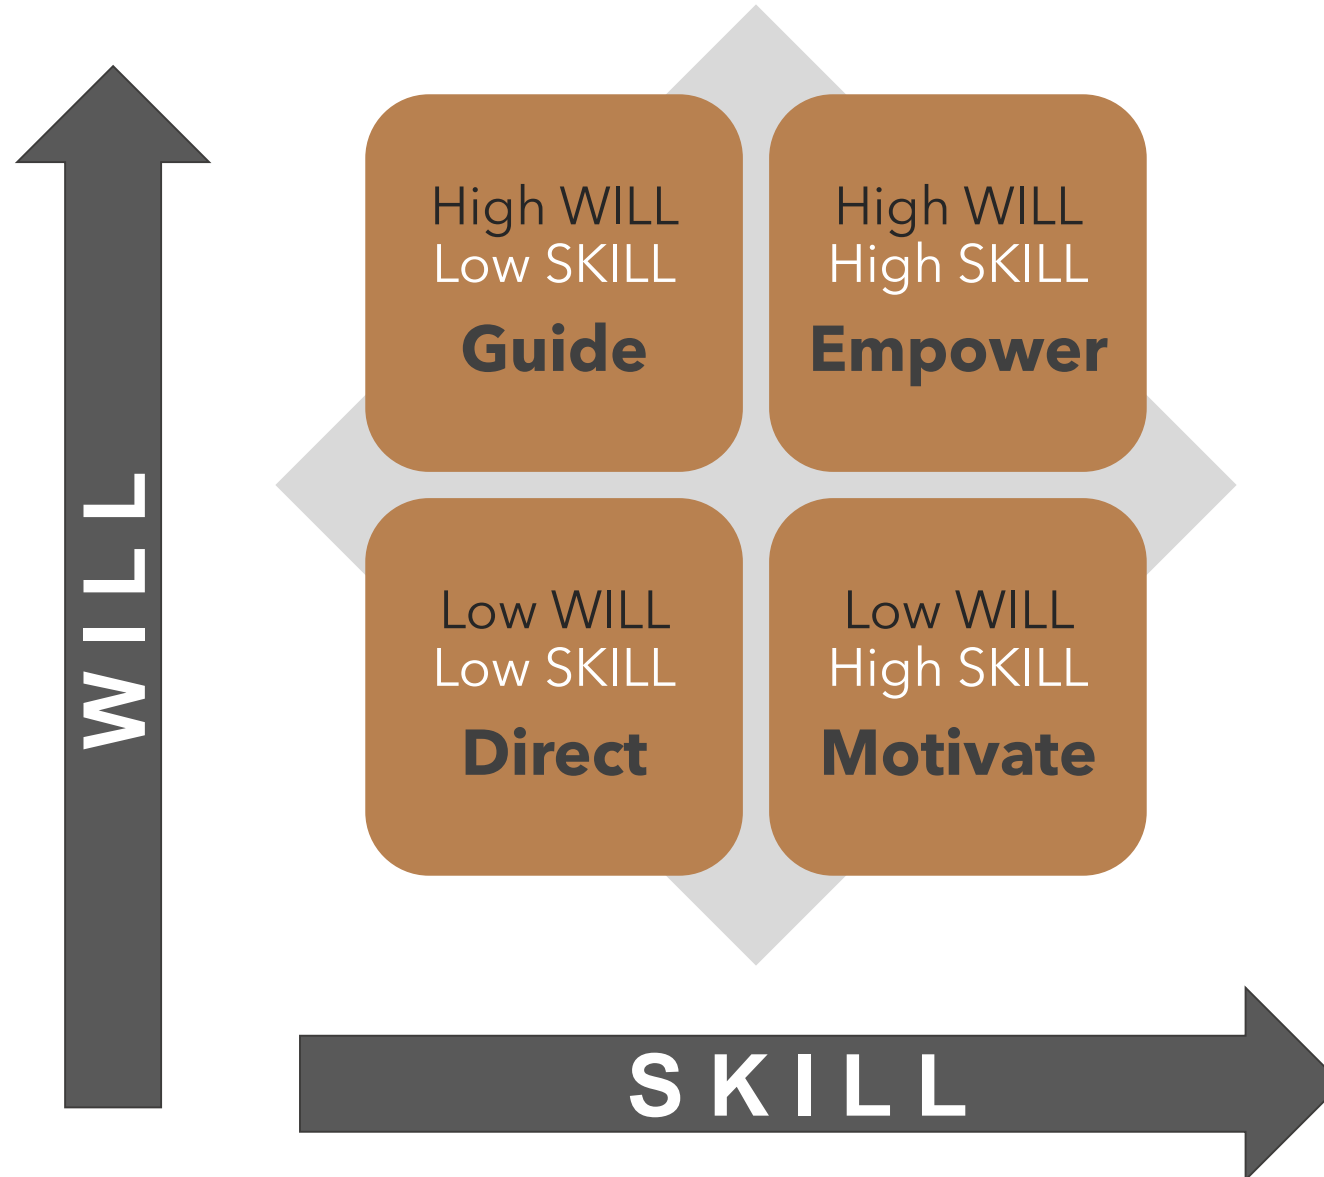 High WILL
Low SKILL
Guide
High WILL
High SKILL
Empower
Low WILL
Low SKILL
Direct
Low WILL
High SKILL
Motivate
WILL
SKILL